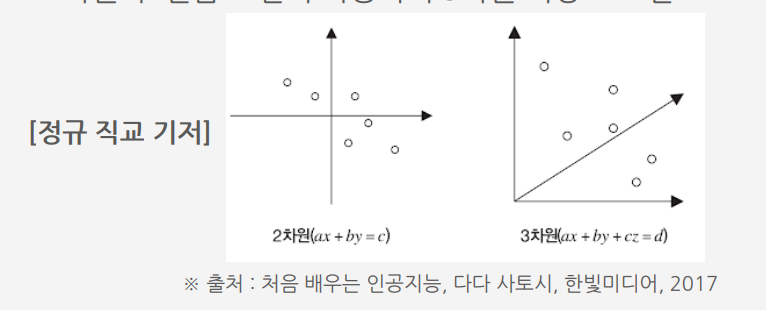 [정규 직교 기저]
2차원(ax + by = c)
3차원(ax + by + cz = d)
※ 출처 : 처음 배우는 인공지능, 다다 사토시, 한빛미디어, 2017